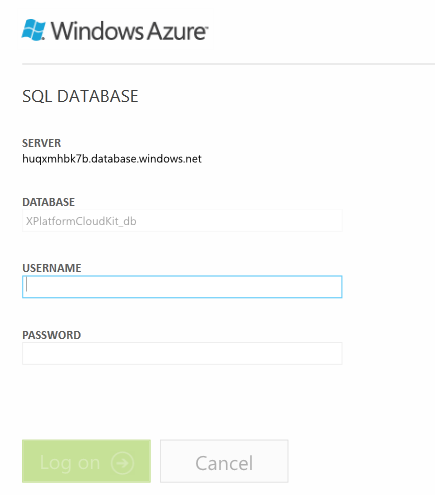 Windows Azure
SQL DATABASE
SERVER
huqxmhbk7b.database.windows.net
DATABASE
XPlatformCloudKit_db
USERNAME
PASSWORD
Log on
Cancel